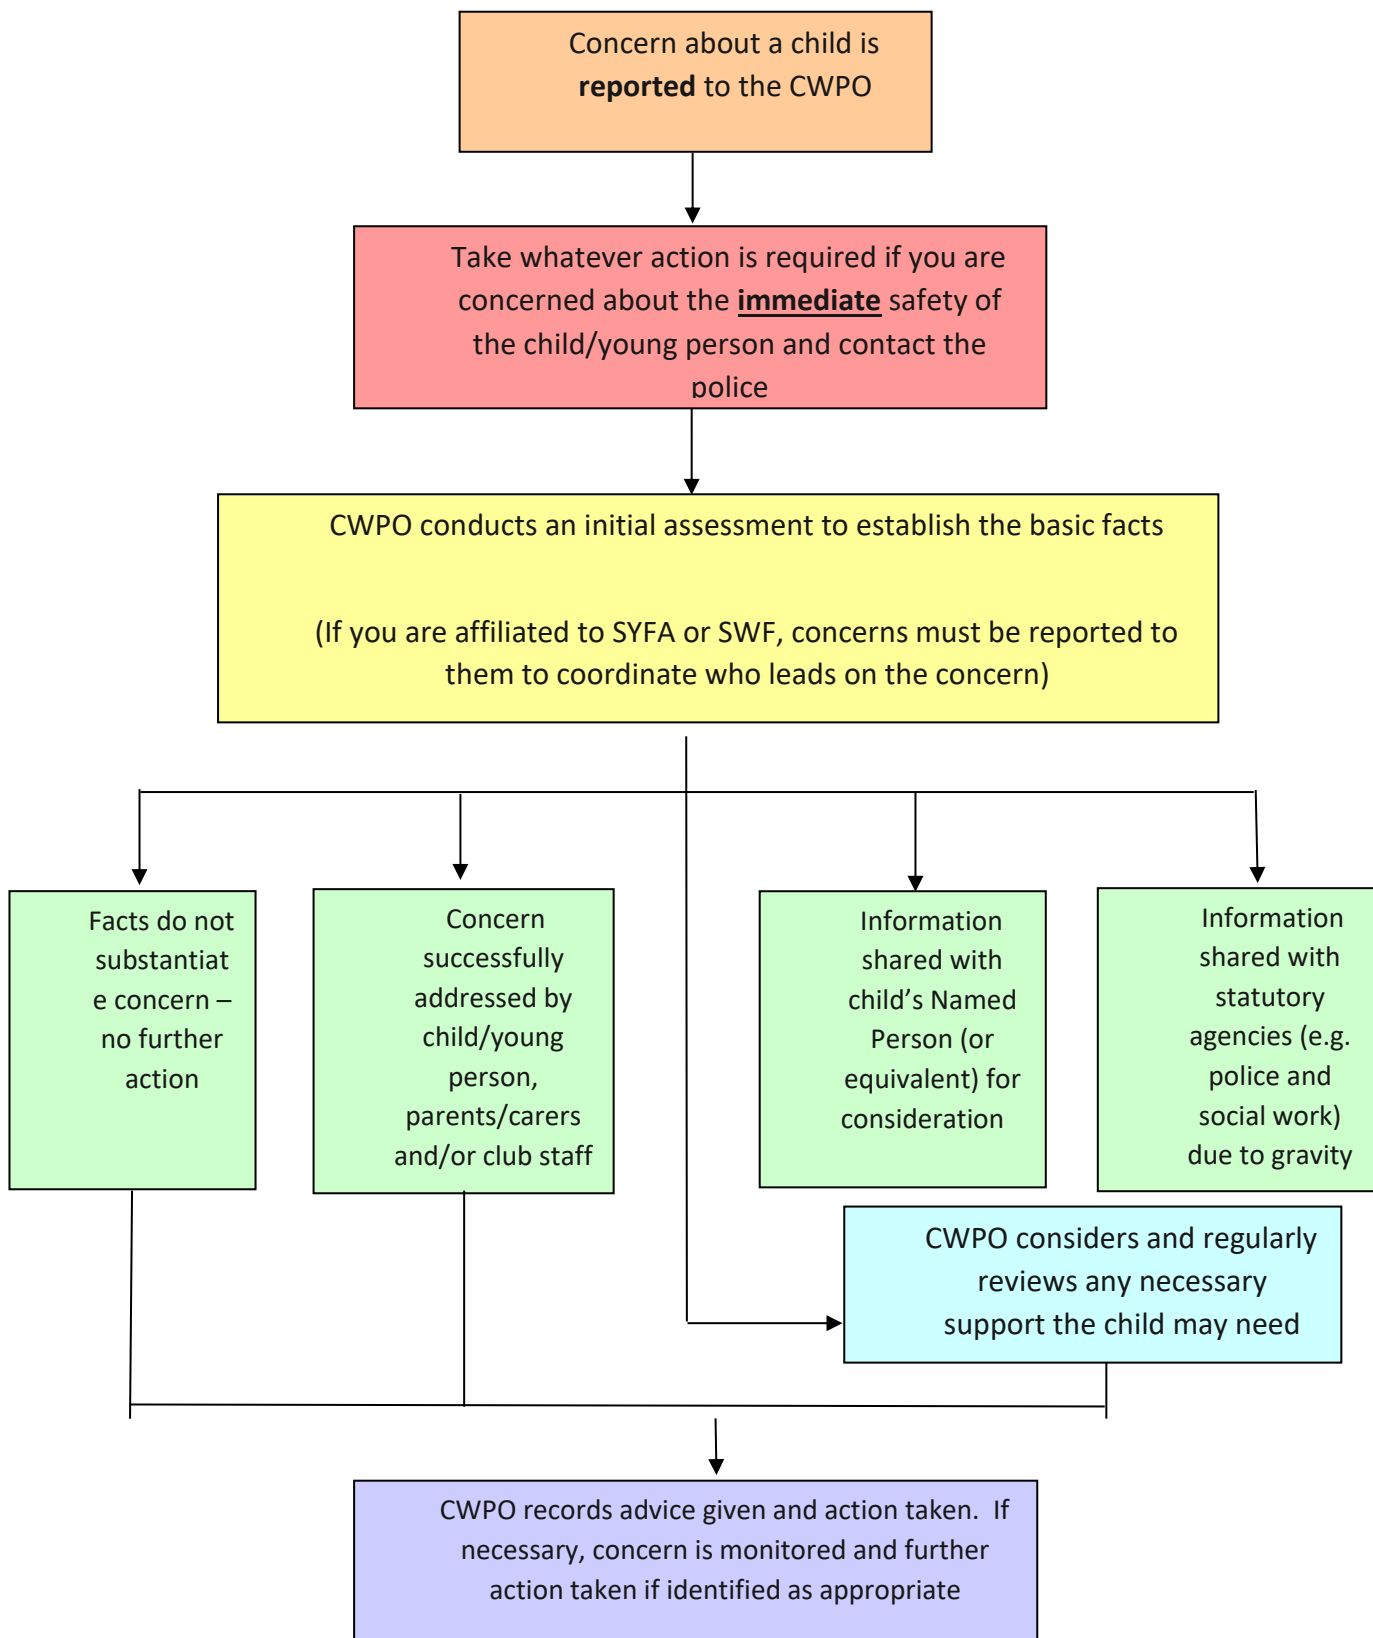 Concern about a child is
reported to the CWPO
Take whatever action is required if you are
concerned about the immediate safety of
the child/young person and contact the
police
CWPO conducts an initial assessment to establish the basic facts
(If you are affiliated to SYFA or SWF, concerns must be reported to
them to coordinate who leads on the concern)
Facts do not
substantiat
e concern –
no further
action
Concern
successfully
addressed by
child/young
person,
parents/carers
and/or club staff
Information
shared with
child’s Named
Person (or
equivalent) for
consideration
Information
shared with
statutory
agencies (e.g.
police and
social work)
due to gravity
CWPO considers and regularly
reviews any necessary
support the child may need
CWPO records advice given and action taken.  If
necessary, concern is monitored and further
action taken if identified as appropriate